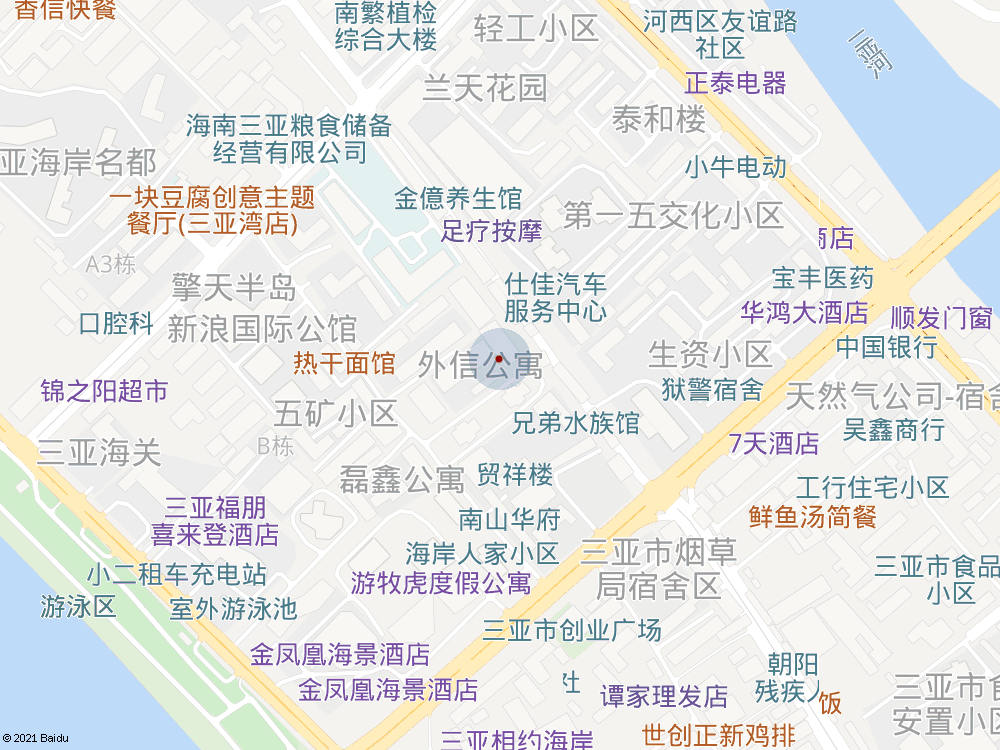 香信快餐
南繁植检
综合大楼
轻工小区
河西区友谊路
社区
三亚河
兰天花园
正泰电器
泰和楼
海南三亚粮食储备
经营有限公司
亚海岸名都
小牛电动
一块豆腐创意主题
餐厅(三亚湾店)
金億养生馆
足疗按摩
第一五交化小区
商店
A3栋
擎天半岛
仕佳汽车
服务中心
宝丰医药
口腔科
新浪国际公馆
华鸿大酒店
顺发门窗
中国银行
热干面馆
外信公寓
生资小区
锦之阳超市
狱警宿舍
天然气公司-宿舍
五矿小区
兄弟水族馆
吴鑫商行
B栋
7天酒店
三亚海关
磊鑫公寓
贸祥楼
工行住宅小区
三亚福朋
喜来登酒店
南山华府
鲜鱼汤简餐
海岸人家小区
三亚市烟草
局宿舍区
小二租车充电站
游牧虎度假公寓
三亚市食品
小区
游泳区
室外游泳池
三亚市创业广场
金凤凰海景酒店
金凤凰海景酒店
朝阳
残疾人
饭
谭家理发店
三亚市食
安置小区
世创正新鸡排
三亚相约海岸
© 2021 Baidu